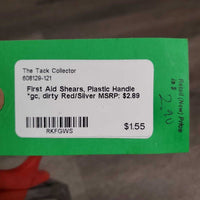 The Tack Collector
608129-121
First Aid Shears, Plastic Handle
*gc, dirty Red/Silver MSRP: $2.89
$1.55
RKFGWS